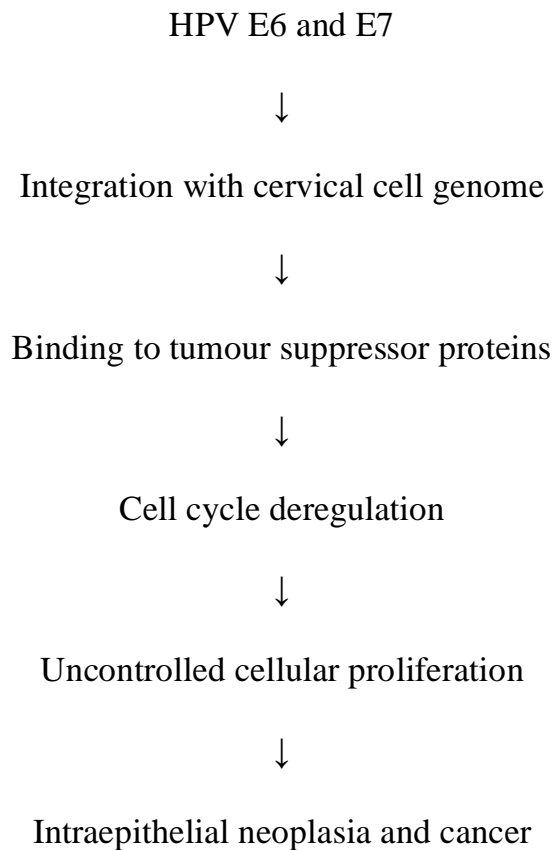 HPV E6 and E7
↓
Integration with cervical cell genome
↓
Binding to tumour suppressor proteins
↓
Cell cycle deregulation
↓
Uncontrolled cellular proliferation
↓
Intraepithelial neoplasia and cancer